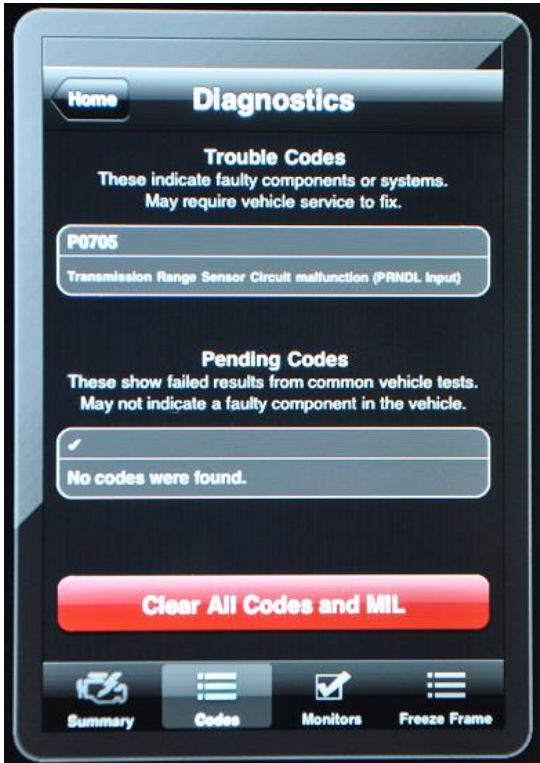 Home
Diagnostics
Trouble Codes
These indicate faulty components or systems.
May require vehicle service to fix.
P0705
Transmission Range Sensor Circuit malfunction (PRNDL Input)
Pending Codes
These show failed results from common vehicle tests.
May not indicate a faulty component in the vehicle.
✓
No codes were found.
Clear All Codes and MIL
Summary
Codes
Monitors
Freeze Frame